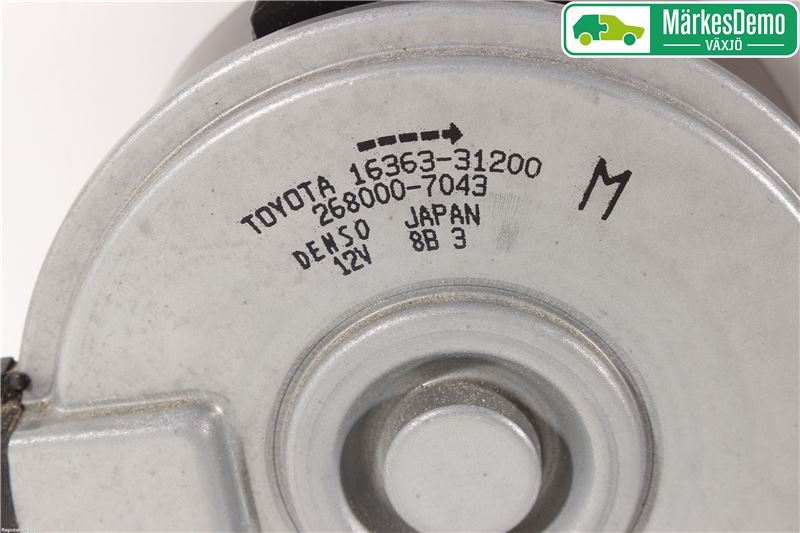 MärkesDemo
VÄXJÖ
TOYOTA 16363-31200
268000-7043
DENSO JAPAN
12V 8B 3
M